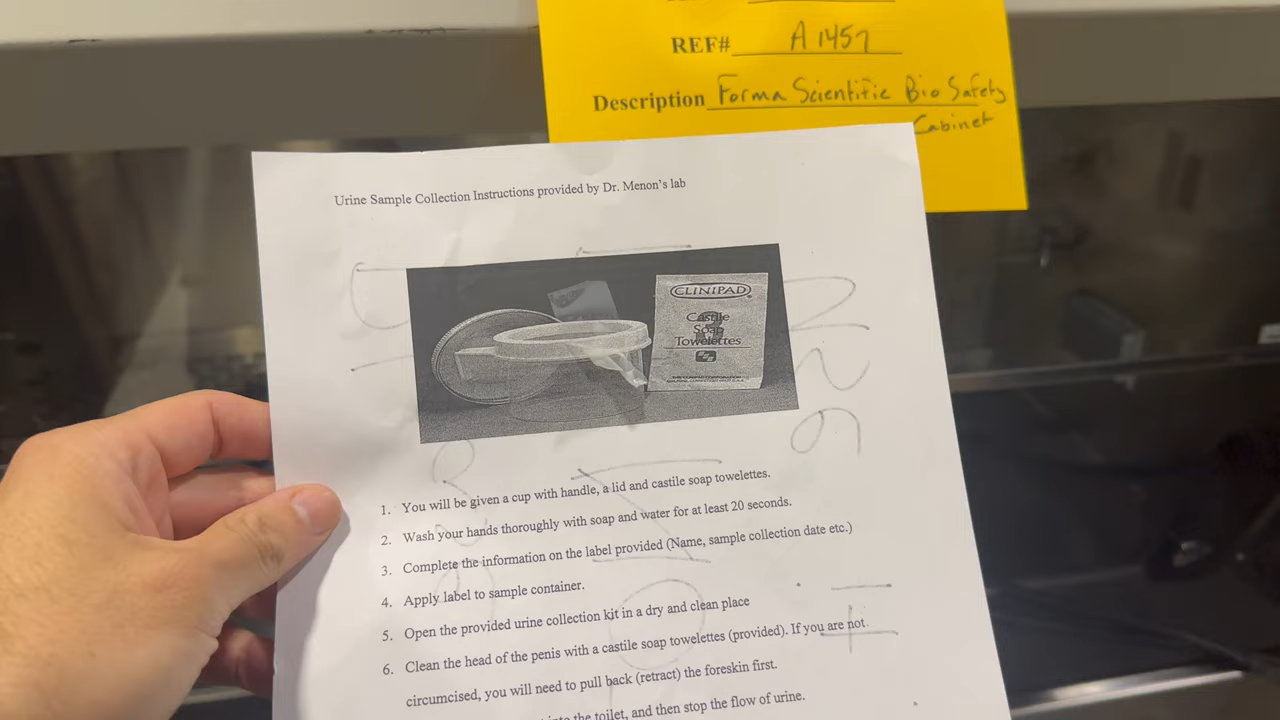 REF# A 1457
Description Forma Scientific Bio Safety
Cabinet
Urine Sample Collection Instructions provided by Dr. Menon's lab
CLINIPAD
Castile
Soap
Towelettes
1. You will be given a cup with handle, a lid and castile soap towelettes.
2. Wash your hands thoroughly with soap and water for at least 20 seconds.
3. Complete the information on the label provided (Name, sample collection date etc.)
4. Apply label to sample container.
5. Open the provided urine collection kit in a dry and clean place
6. Clean the head of the penis with a castile soap towelettes (provided). If you are not
circumcised, you will need to pull back (retract) the foreskin first.
the toilet, and then stop the flow of urine.